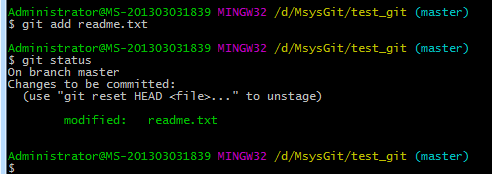 Administrator@MS-201303031839 MINGW32 /d/MsysGit/test_git (master)
$ git add readme.txt
Administrator@MS-201303031839 MINGW32 /d/MsysGit/test_git (master)
$ git status
On branch master
Changes to be committed:
  (use "git reset HEAD <file>..." to unstage)
        modified:   readme.txt
Administrator@MS-201303031839 MINGW32 /d/MsysGit/test_git (master)
$